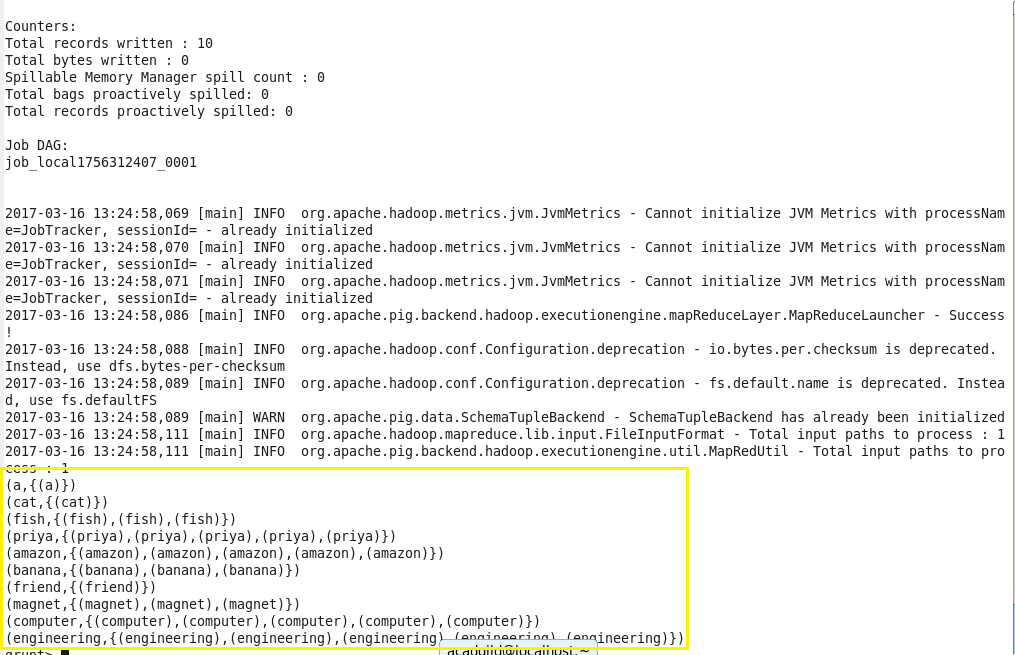 Counters:
Total records written : 10
Total bytes written : 0
Spillable Memory Manager spill count : 0
Total bags proactively spilled: 0
Total records proactively spilled: 0
Job DAG:
job_local1756312407_0001
2017-03-16 13:24:58,069 [main] INFO  org.apache.hadoop.metrics.jvm.JvmMetrics - Cannot initialize JVM Metrics with processNam
e=JobTracker, sessionId= - already initialized
2017-03-16 13:24:58,070 [main] INFO  org.apache.hadoop.metrics.jvm.JvmMetrics - Cannot initialize JVM Metrics with processNam
e=JobTracker, sessionId= - already initialized
2017-03-16 13:24:58,071 [main] INFO  org.apache.hadoop.metrics.jvm.JvmMetrics - Cannot initialize JVM Metrics with processNam
e=JobTracker, sessionId= - already initialized
2017-03-16 13:24:58,086 [main] INFO  org.apache.pig.backend.hadoop.executionengine.mapReduceLayer.MapReduceLauncher - Success
!
2017-03-16 13:24:58,088 [main] INFO  org.apache.hadoop.conf.Configuration.deprecation - io.bytes.per.checksum is deprecated.
Instead, use dfs.bytes-per-checksum
2017-03-16 13:24:58,089 [main] INFO  org.apache.hadoop.conf.Configuration.deprecation - fs.default.name is deprecated. Instea
d, use fs.defaultFS
2017-03-16 13:24:58,089 [main] WARN  org.apache.pig.data.SchemaTupleBackend - SchemaTupleBackend has already been initialized
2017-03-16 13:24:58,111 [main] INFO  org.apache.hadoop.mapreduce.lib.input.FileInputFormat - Total input paths to process : 1
2017-03-16 13:24:58,111 [main] INFO  org.apache.pig.backend.hadoop.executionengine.util.MapRedUtil - Total input paths to pro
cess : 1
(a,{(a)})
(cat,{(cat)})
(fish,{(fish),(fish),(fish)})
(priya,{(priya),(priya),(priya),(priya),(priya)})
(amazon,{(amazon),(amazon),(amazon),(amazon),(amazon)})
(banana,{(banana),(banana),(banana)})
(friend,{(friend)})
(magnet,{(magnet),(magnet),(magnet)})
(computer,{(computer),(computer),(computer),(computer),(computer)})
(engineering,{(engineering),(engineering),(engineering),(engineering),(engineering)})
grunt>
acadgild@localhost:~